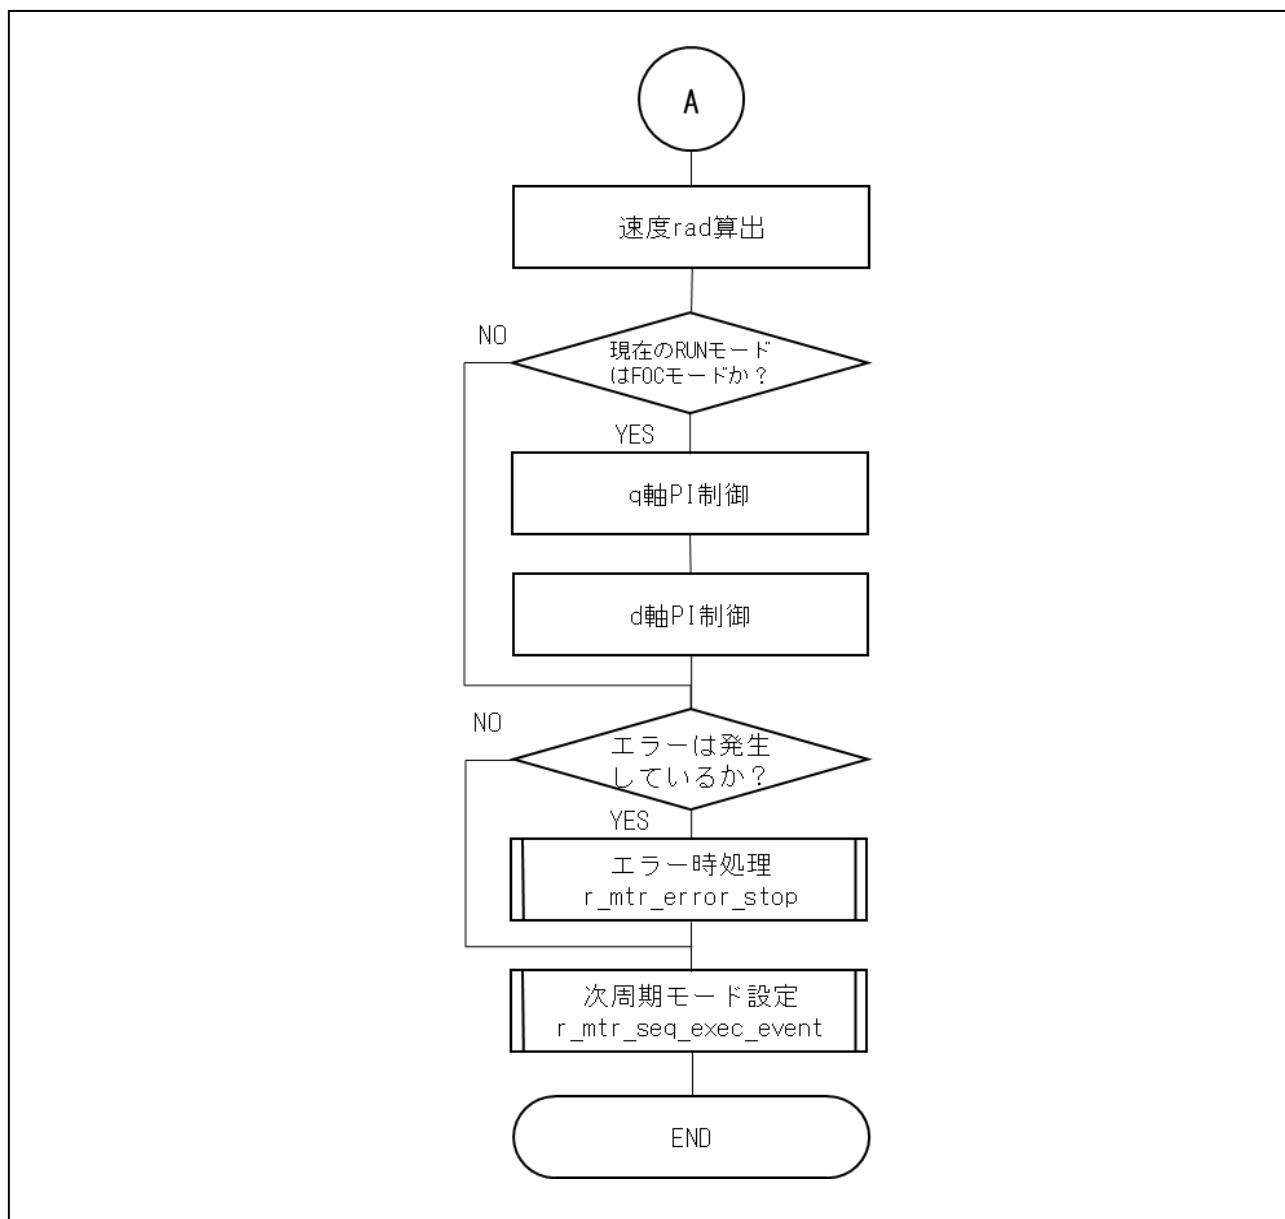 A
速度rad算出
NO
現在のRUNモード
はFOCモードか？
YES
q軸PI制御
d軸PI制御
NO
エラーは発生
しているか？
YES
エラー時処理
r_mtr_error_stop
次周期モード設定
r_mtr_seq_exec_event
END